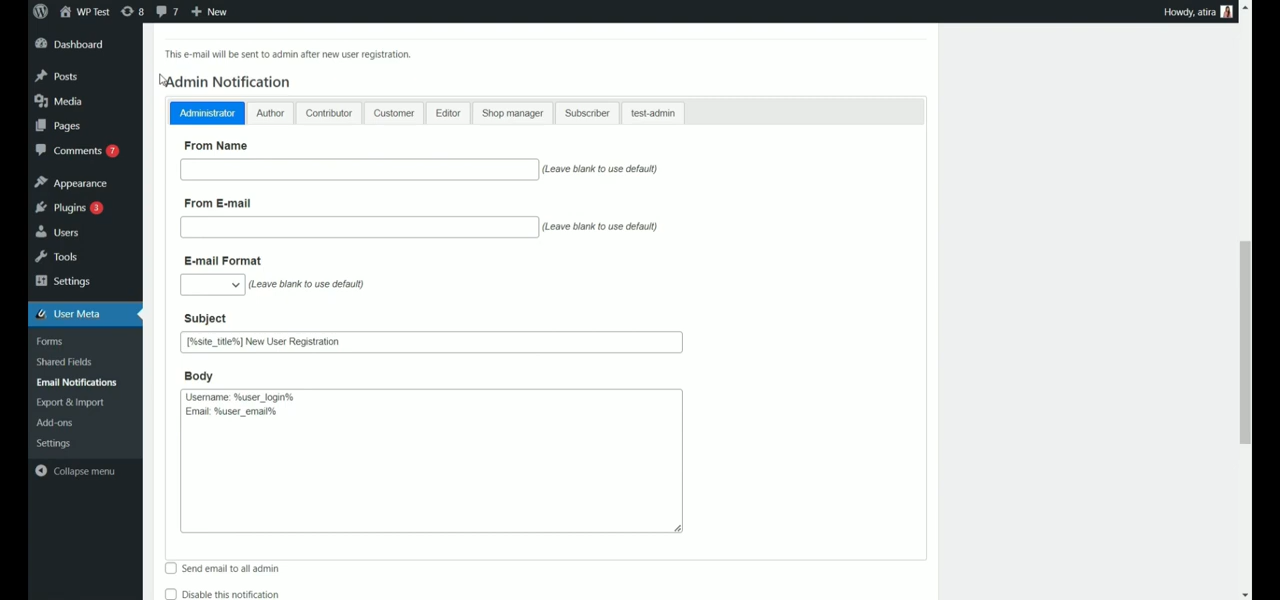 WP Test 8 7 New Howdy, atira
Dashboard
Posts
Media
Pages
Comments 7
Appearance
Plugins 3
Users
Tools
Settings
User Meta
Forms
Shared Fields
Email Notifications
Export & Import
Add-ons
Settings
Collapse menu
This e-mail will be sent to admin after new user registration.
Admin Notification
Administrator Author Contributor Customer Editor Shop manager Subscriber test-admin
From Name
(Leave blank to use default)
From E-mail
(Leave blank to use default)
E-mail Format
(Leave blank to use default)
Subject
[%site_title%] New User Registration
Body
Username: %user_login%
Email: %user_email%
Send email to all admin
Disable this notification